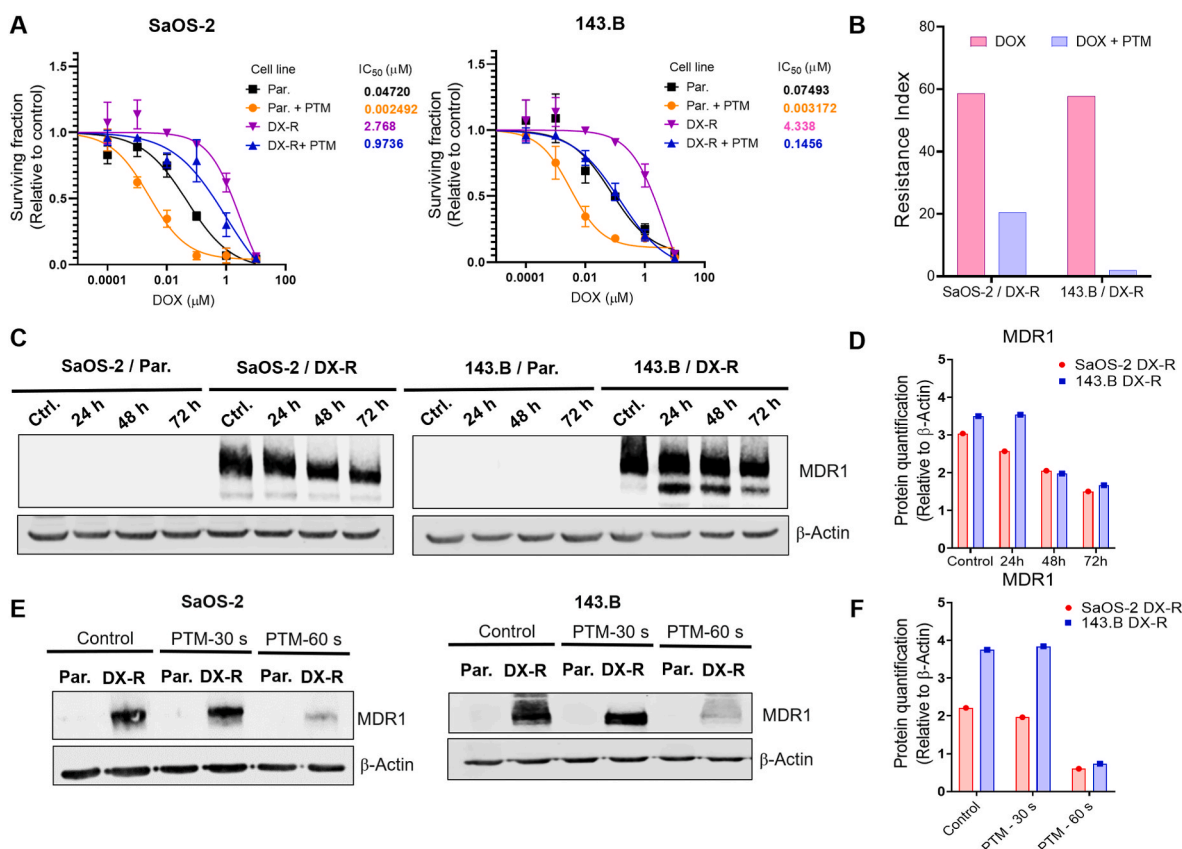 A
SaOS-2
Surviving fraction
(Relative to control)
1.5
1.0
0.5
0.0
0.0001
0.01
1
100
DOX (μM)
Cell line
IC50 (μM)
Par.
0.04720
Par. + PTM
0.002492
DX-R
2.768
DX-R+ PTM
0.9736
143.B
Surviving fraction
(Relative to control)
1.5
1.0
0.5
0.0
0.0001
0.01
1
100
DOX (μM)
Cell line
IC50 (μM)
Par.
0.07493
Par. + PTM
0.003172
DX-R
4.338
DX-R + PTM
0.1456
B
Resistance Index
80
60
40
20
0
DOX
DOX + PTM
SaOS-2 / DX-R
143.B / DX-R
C
SaOS-2 / Par.
SaOS-2 / DX-R
143.B / Par.
143.B / DX-R
Ctrl. 24 h 48 h 72 h
Ctrl. 24 h 48 h 72 h
Ctrl. 24 h 48 h 72 h
Ctrl. 24 h 48 h 72 h
MDR1
β-Actin
D
MDR1
SaOS-2 DX-R
143.B DX-R
Protein quantification
(Relative to β-Actin)
5
4
3
2
1
0
Control
24h
48h
72h
E
SaOS-2
Control
PTM-30 s
PTM-60 s
Par. DX-R Par. DX-R Par. DX-R
MDR1
β-Actin
143.B
Control
PTM-30 s
PTM-60 s
Par. DX-R Par. DX-R Par. DX-R
MDR1
β-Actin
F
MDR1
SaOS-2 DX-R
143.B DX-R
Protein quantification
(Relative to β-Actin)
5
4
3
2
1
0
Control
PTM - 30 s
PTM - 60 s